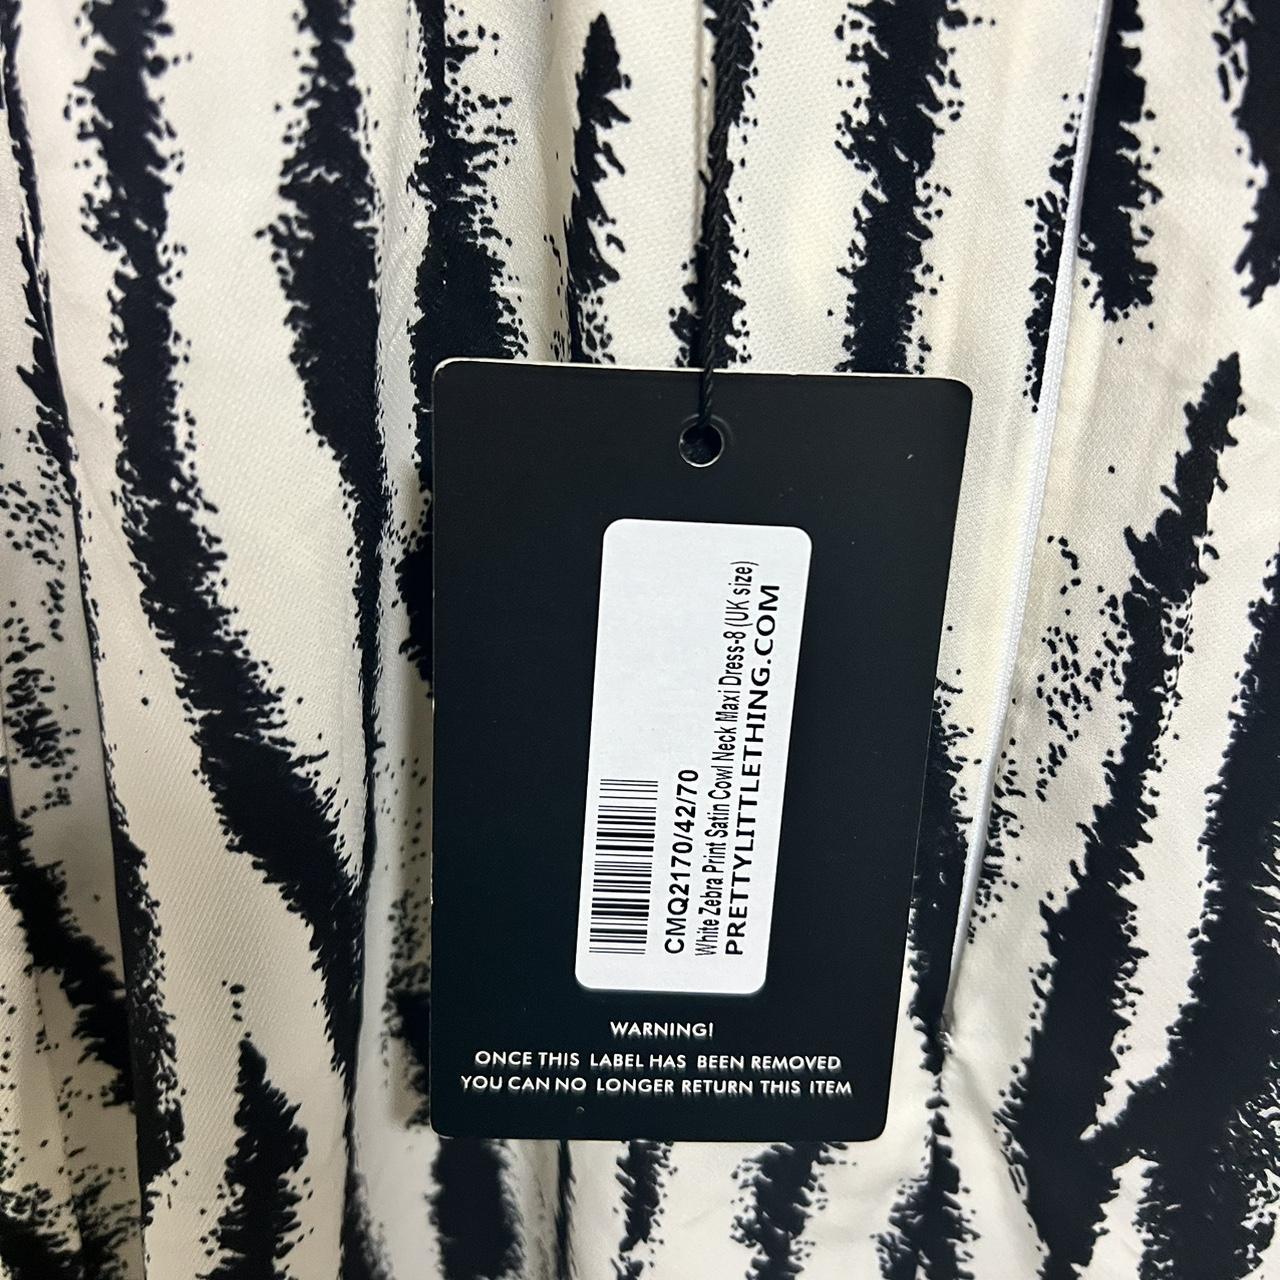 CMQ2170/42/70
White Zebra Print Satin Cowl Neck Maxi Dress-8 (UK size)
PRETTYLITTLETHING.COM
WARNING!
ONCE THIS LABEL HAS BEEN REMOVED
YOU CAN NO LONGER RETURN THIS ITEM